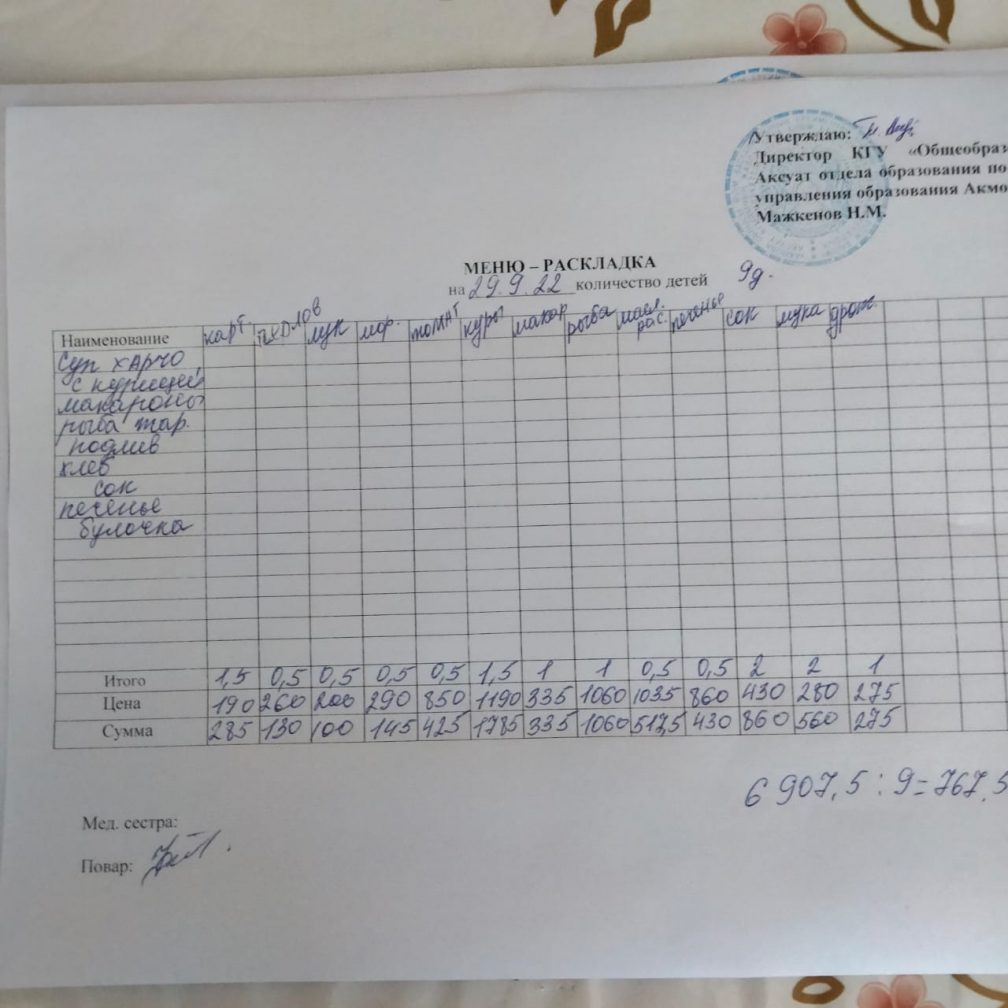 Утверждаю:
Директор КГУ «Общеобраз
Аксуат отдела образования по
управления образования Акмо
Мажкенов Н.М.
МЕНЮ – РАСКЛАДКА
на 29.9.22 количество детей 9д.
Наименование карт лук мор. томат куры макар рыба масл. рас. печенье сок мука дрож.
Суп харчо
с курицей
макароны
рыба жар.
подлив
хлеб
сок
печенье
булочка
Итого 1,5 0,5 0,5 0,5 0,5 1,5 1 1 0,5 0,5 2 2 1
Цена 190 260 200 290 850 1190 335 1060 1035 860 430 280 275
Сумма 285 130 100 145 425 1785 335 1060 517,5 430 860 560 275
6 907,5 : 9 = 767,5
Мед. сестра:
Повар: